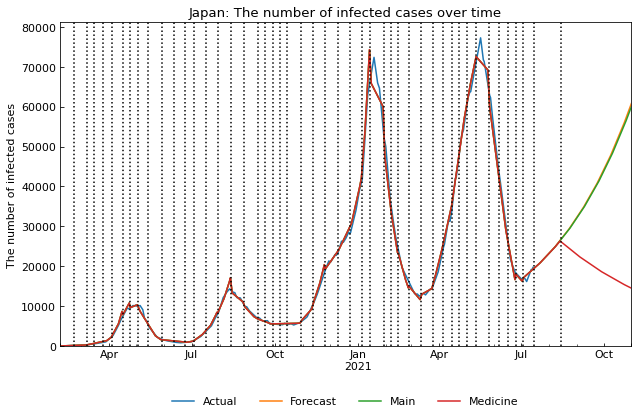 Japan: The number of infected cases over time
The number of infected cases
80000
70000
60000
50000
40000
30000
20000
10000
0
Apr Jul Oct Jan Apr Jul Oct
2021
Actual Forecast Main Medicine